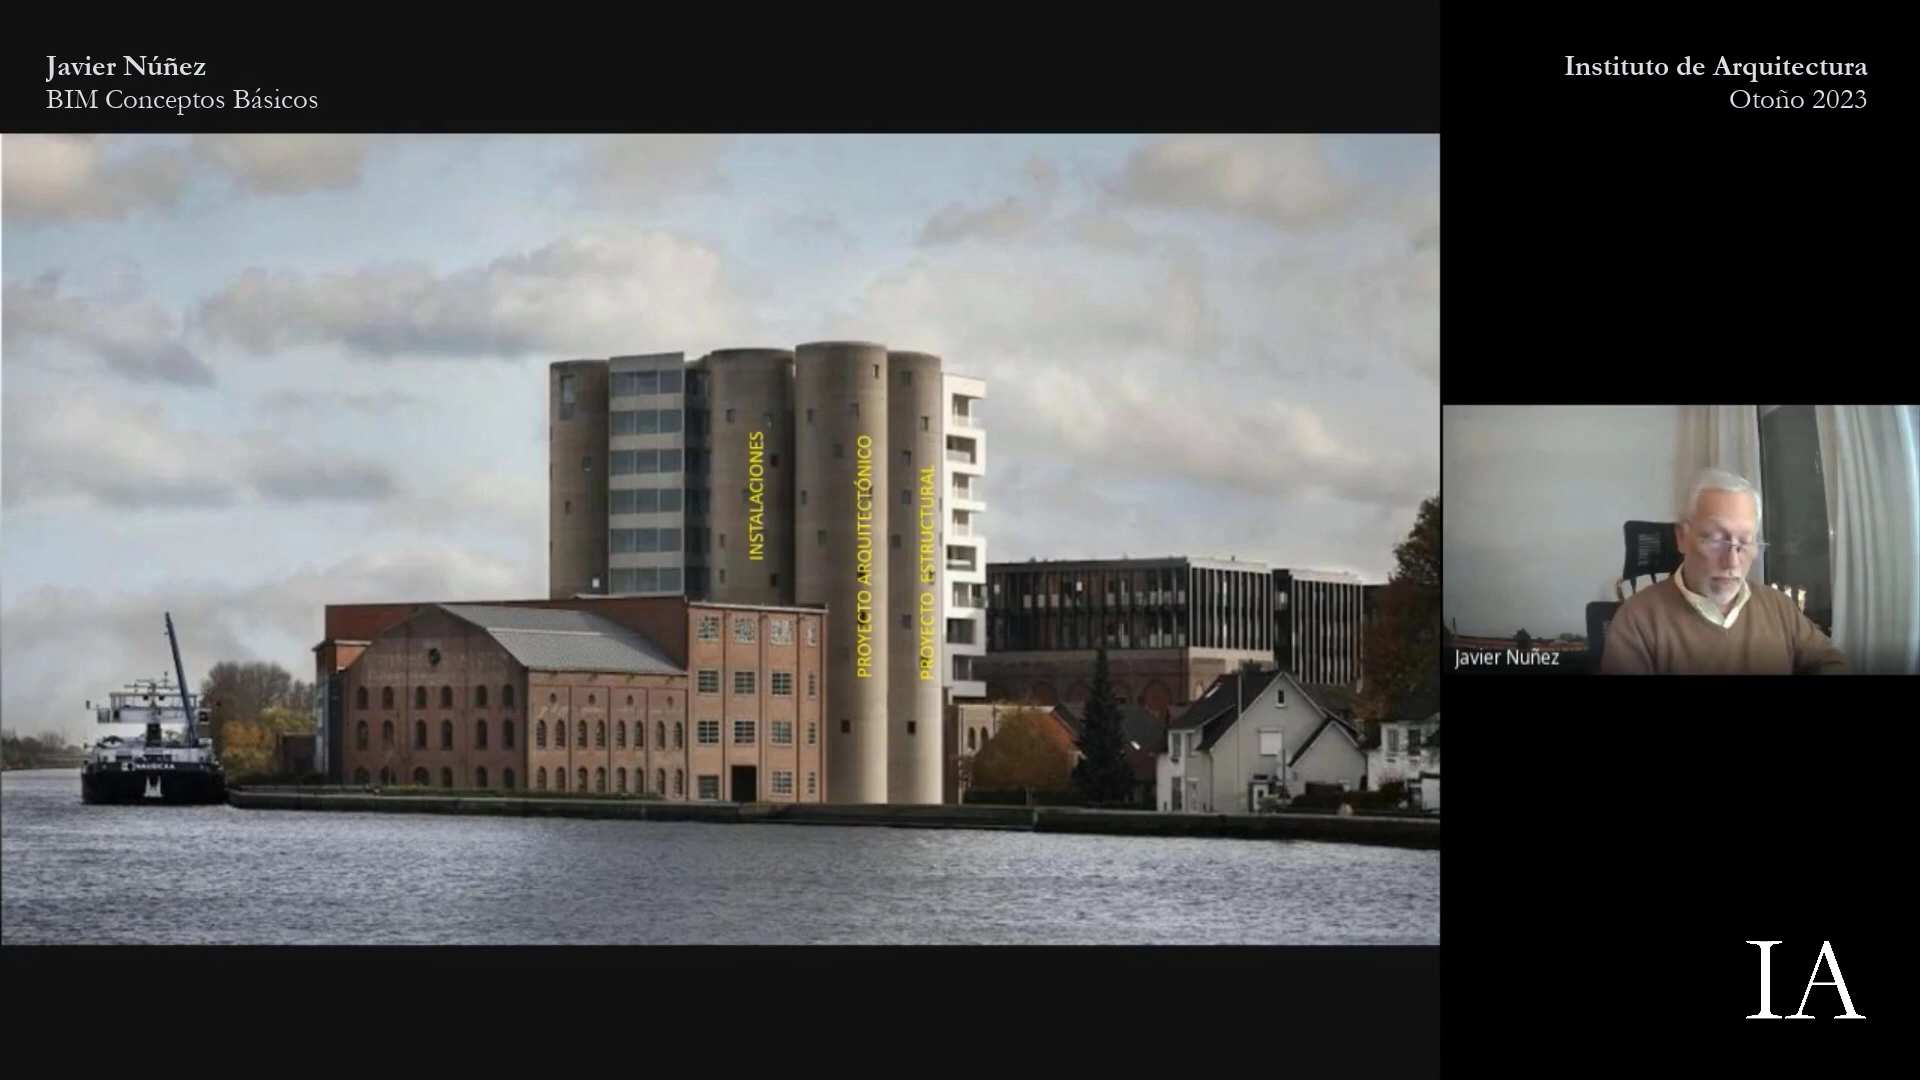 Javier Núñez
BIM Conceptos Básicos
Instituto de Arquitectura
Otoño 2023
INSTALACIONES
PROYECTO ARQUITECTÓNICO
PROYECTO ESTRUCTURAL
Javier Nuñez
IA